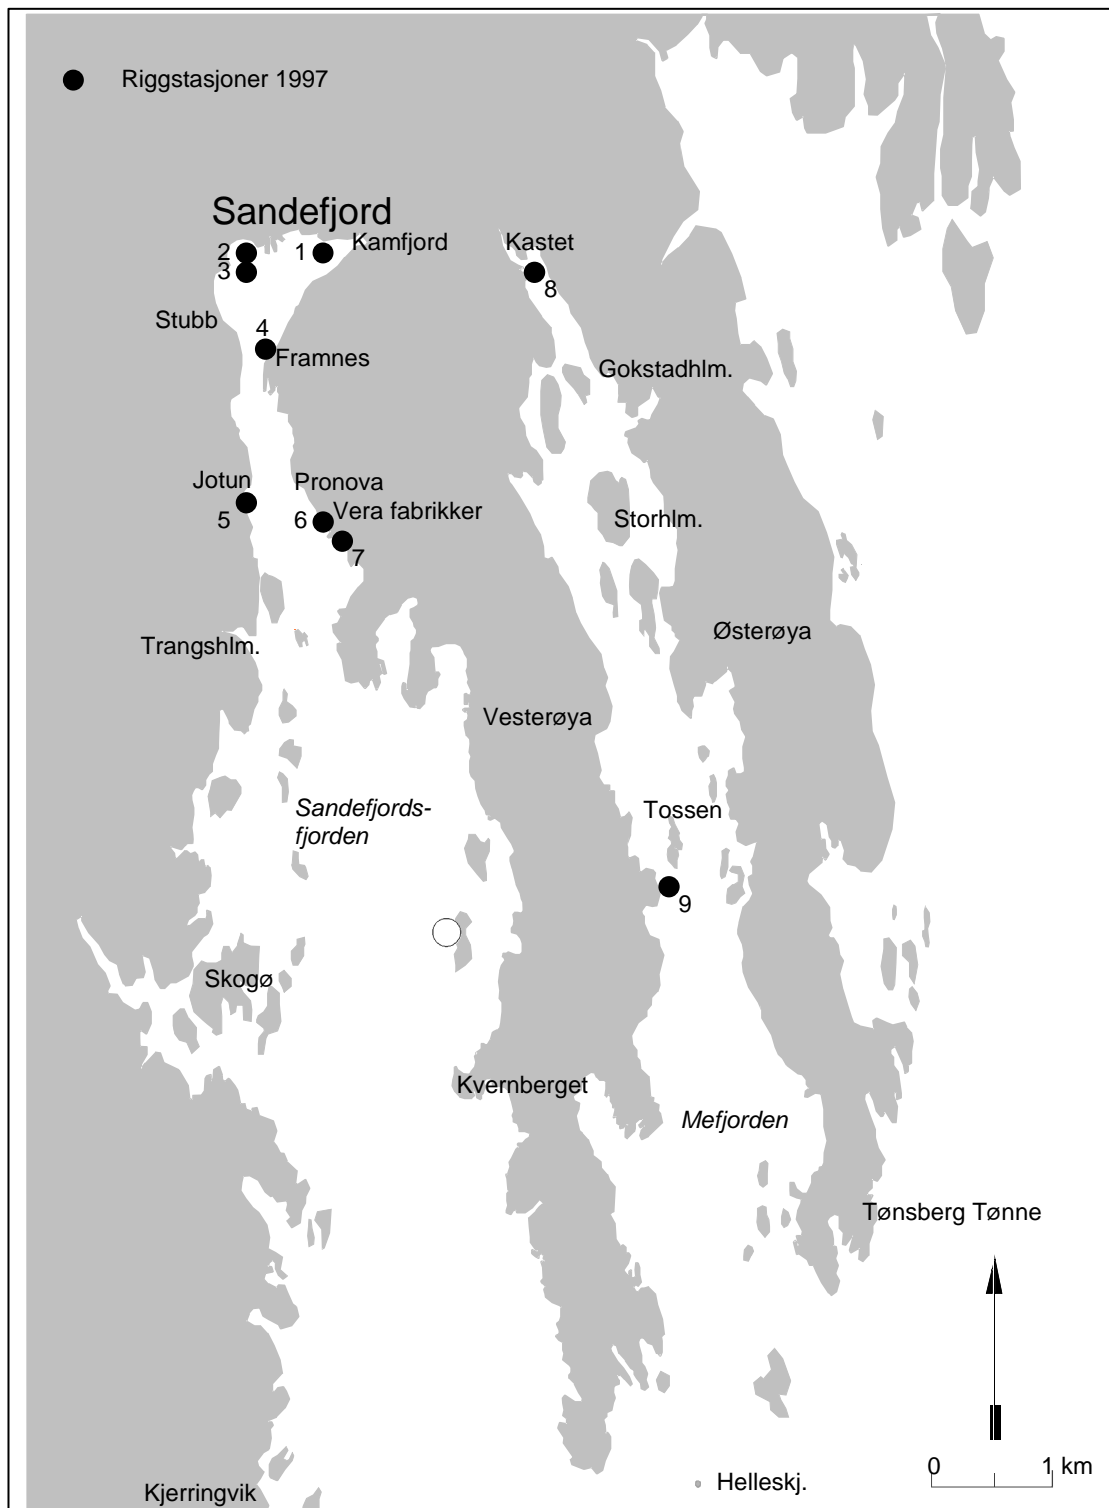 Riggstasjoner 1997
Sandefjord
2
1
Kamfjord
Kastet
3
8
Stubb
4
Framnes
Gokstadhlm.
Jotun
Pronova
5
6
Vera fabrikker
Storhlm.
7
Trangshlm.
Østerøya
Vesterøya
Sandefjords-
fjorden
Tossen
9
Skogø
Kvernberget
Mefjorden
Tønsberg Tønne
0
1 km
Helleskj.
Kjerringvik